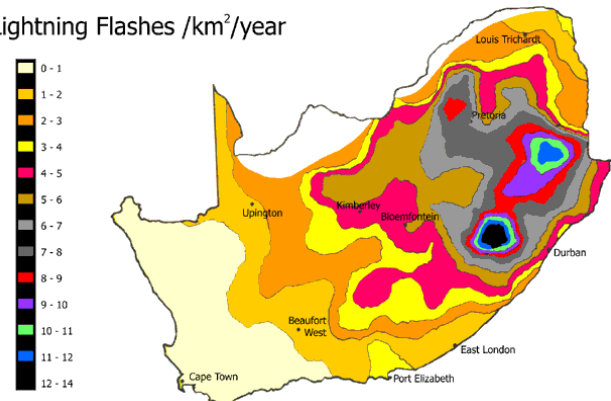 Lightning Flashes /km²/year
0 - 1
1 - 2
2 - 3
3 - 4
4 - 5
5 - 6
6 - 7
7 - 8
8 - 9
9 - 10
10 - 11
11 - 12
12 - 14
Louis Trichardt
Pretoria
Kimberley
Upington
Bloemfontein
Durban
Beaufort
West
East London
Cape Town
Port Elizabeth